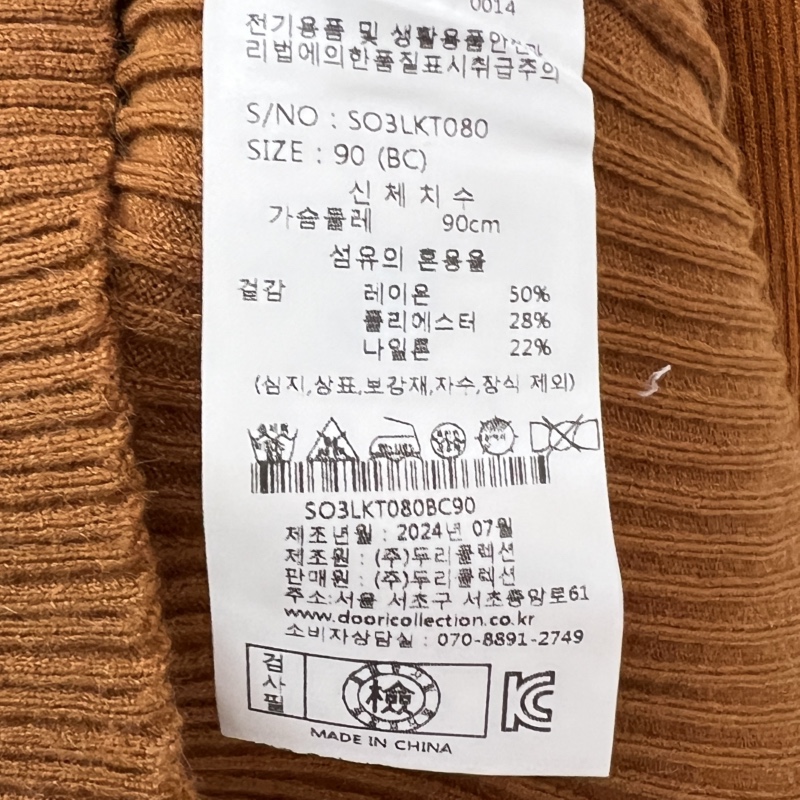 0014
전기용품 및 생활용품안전관
리법에의한품질표시취급주의
S/NO : SO3LKT080
SIZE : 90 (BC)
신 체 치 수
가슴둘레 90cm
섬유의 혼용율
겉감 레이온 50%
폴리에스터 28%
나일론 22%
(심지,상표,보강재,자수,장식 제외)
SO3LKT080BC90
제조년월 : 2024년 07월
제조원 : (주)두리콜렉션
판매원 : (주)두리콜렉션
주소:서울 서초구 서초중앙로61
www.dooricollection.co.kr
소비자상담실 : 070-8891-2749
검사필 檢
KC
MADE IN CHINA